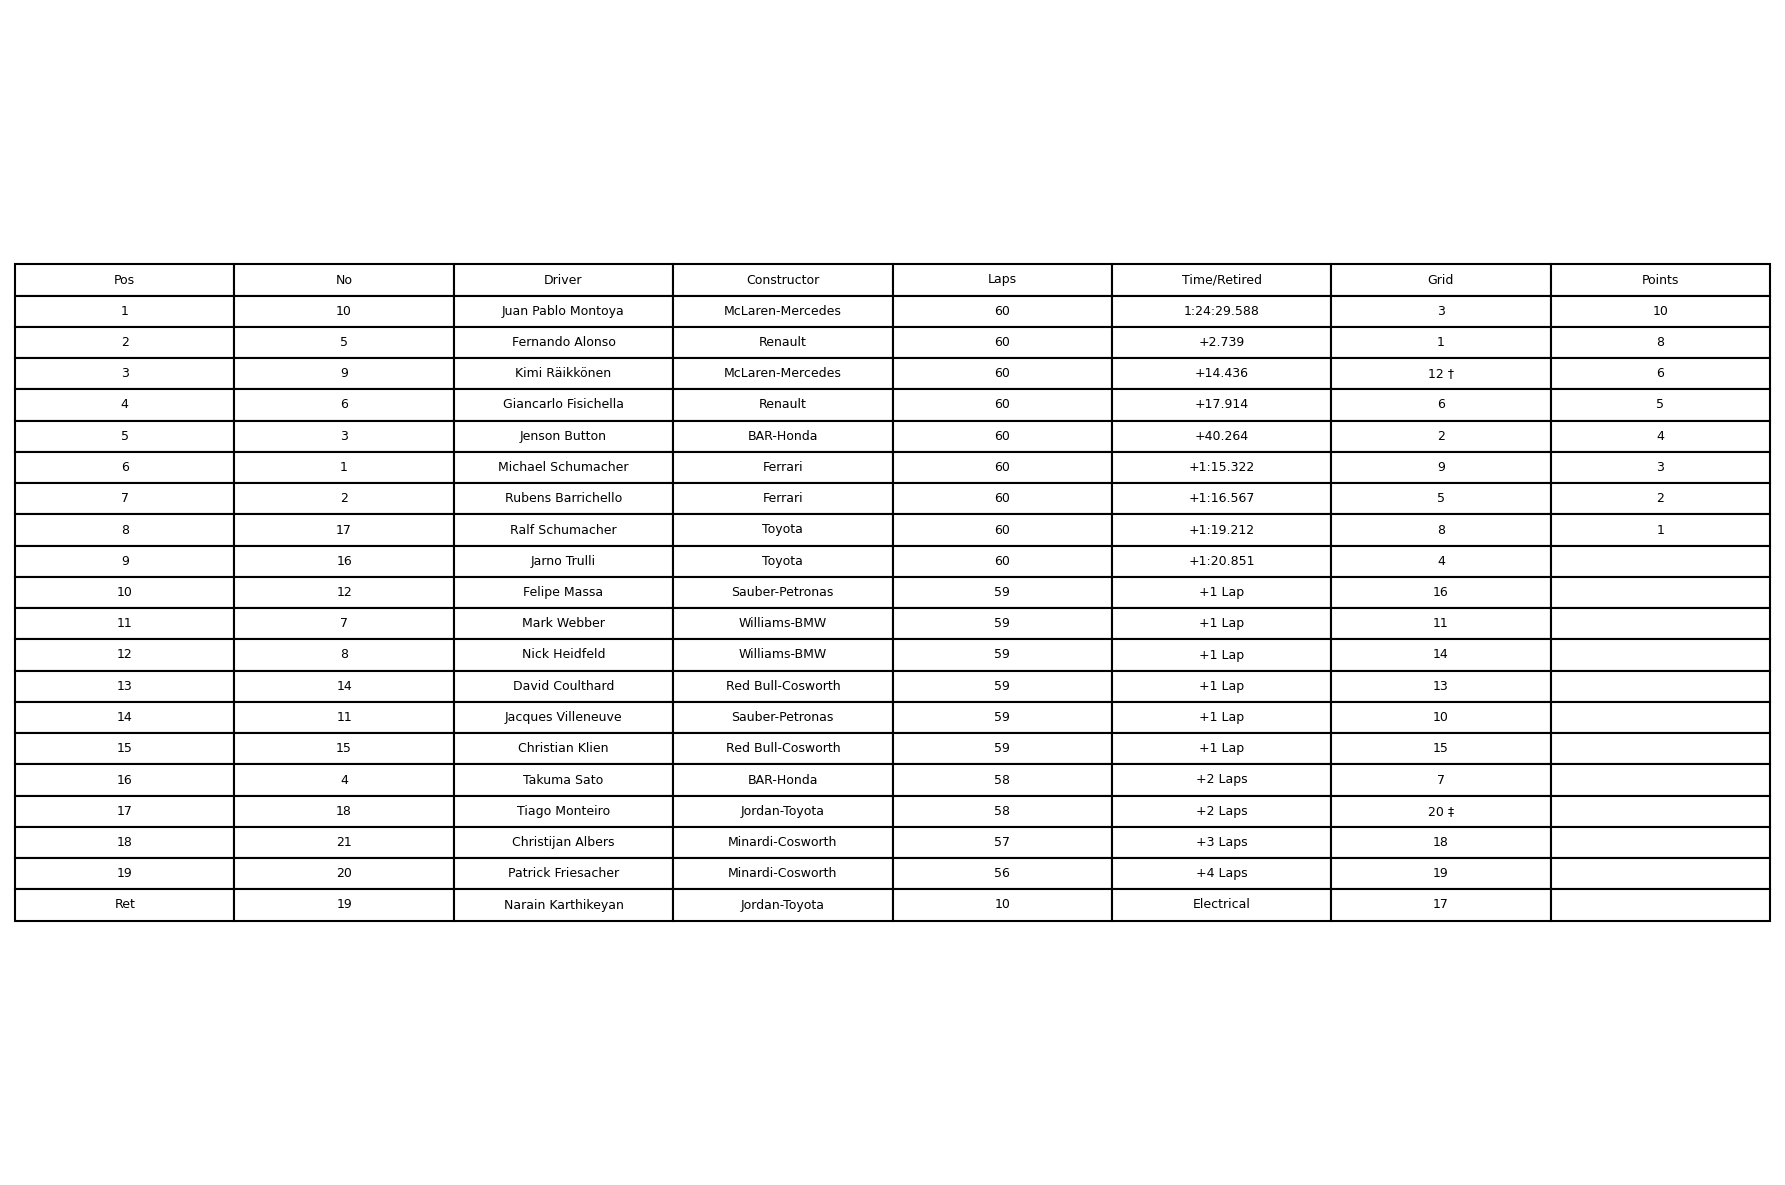 Pos No Driver Constructor Laps Time/Retired Grid Points
1 10 Juan Pablo Montoya McLaren-Mercedes 60 1:24:29.588 3 10
2 5 Fernando Alonso Renault 60 +2.739 1 8
3 9 Kimi Räikkönen McLaren-Mercedes 60 +14.436 12 † 6
4 6 Giancarlo Fisichella Renault 60 +17.914 6 5
5 3 Jenson Button BAR-Honda 60 +40.264 2 4
6 1 Michael Schumacher Ferrari 60 +1:15.322 9 3
7 2 Rubens Barrichello Ferrari 60 +1:16.567 5 2
8 17 Ralf Schumacher Toyota 60 +1:19.212 8 1
9 16 Jarno Trulli Toyota 60 +1:20.851 4
10 12 Felipe Massa Sauber-Petronas 59 +1 Lap 16
11 7 Mark Webber Williams-BMW 59 +1 Lap 11
12 8 Nick Heidfeld Williams-BMW 59 +1 Lap 14
13 14 David Coulthard Red Bull-Cosworth 59 +1 Lap 13
14 11 Jacques Villeneuve Sauber-Petronas 59 +1 Lap 10
15 15 Christian Klien Red Bull-Cosworth 59 +1 Lap 15
16 4 Takuma Sato BAR-Honda 58 +2 Laps 7
17 18 Tiago Monteiro Jordan-Toyota 58 +2 Laps 20 ‡
18 21 Christijan Albers Minardi-Cosworth 57 +3 Laps 18
19 20 Patrick Friesacher Minardi-Cosworth 56 +4 Laps 19
Ret 19 Narain Karthikeyan Jordan-Toyota 10 Electrical 17